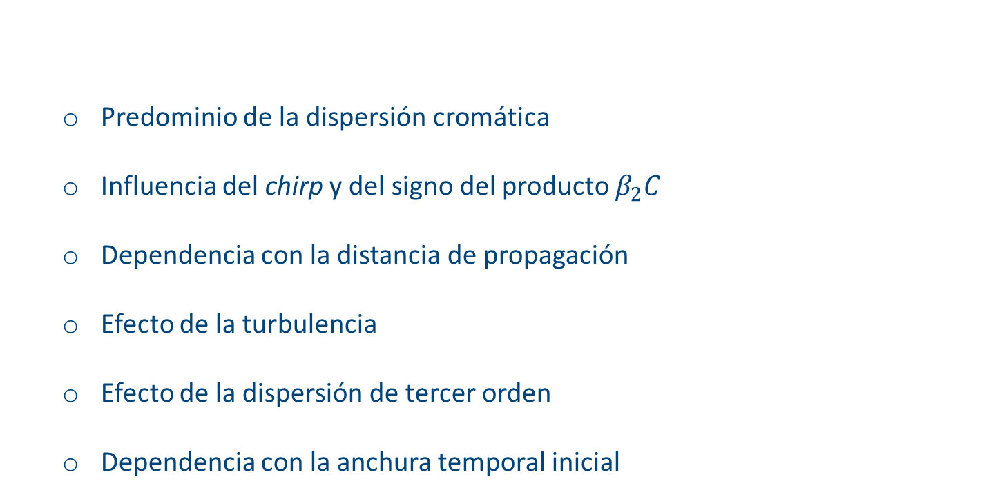 ○ Predominio de la dispersión cromática
○ Influencia del chirp y del signo del producto β₂C
○ Dependencia con la distancia de propagación
○ Efecto de la turbulencia
○ Efecto de la dispersión de tercer orden
○ Dependencia con la anchura temporal inicial